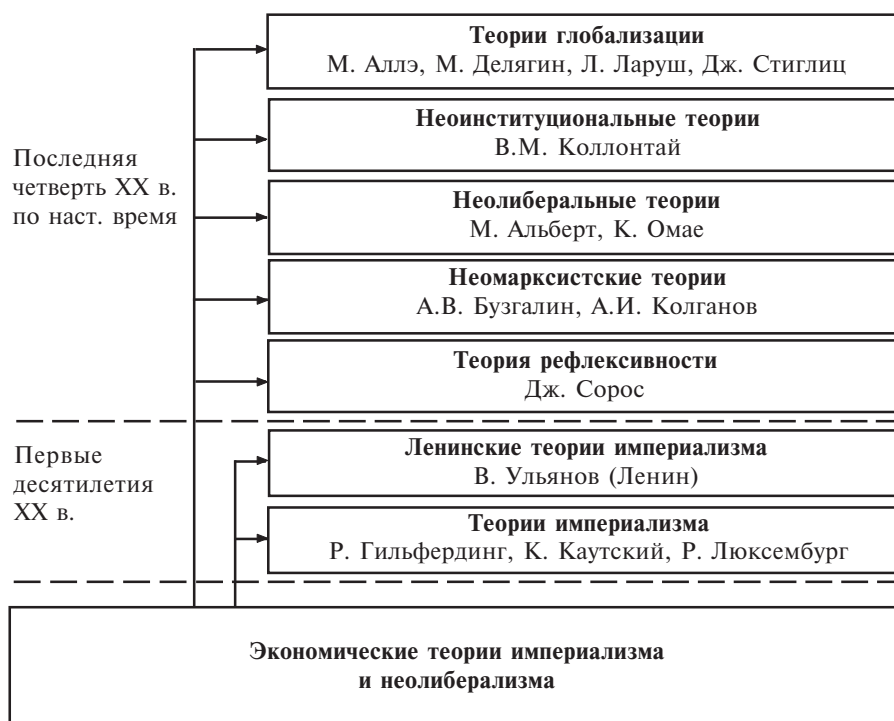 Теории глобализации
М. Аллэ, М. Делягин, Л. Ларуш, Дж. Стиглиц
Неоинституциональные теории
В.М. Коллонтай
Последняя
четверть XX в.
по наст. время
Неолиберальные теории
М. Альберт, К. Омае
Неомарксистские теории
А.В. Бузгалин, А.И. Колганов
Теория рефлексивности
Дж. Сорос
Первые
десятилетия
XX в.
Ленинские теории империализма
В. Ульянов (Ленин)
Теории империализма
Р. Гильфердинг, К. Каутский, Р. Люксембург
Экономические теории империализма
и неолиберализма